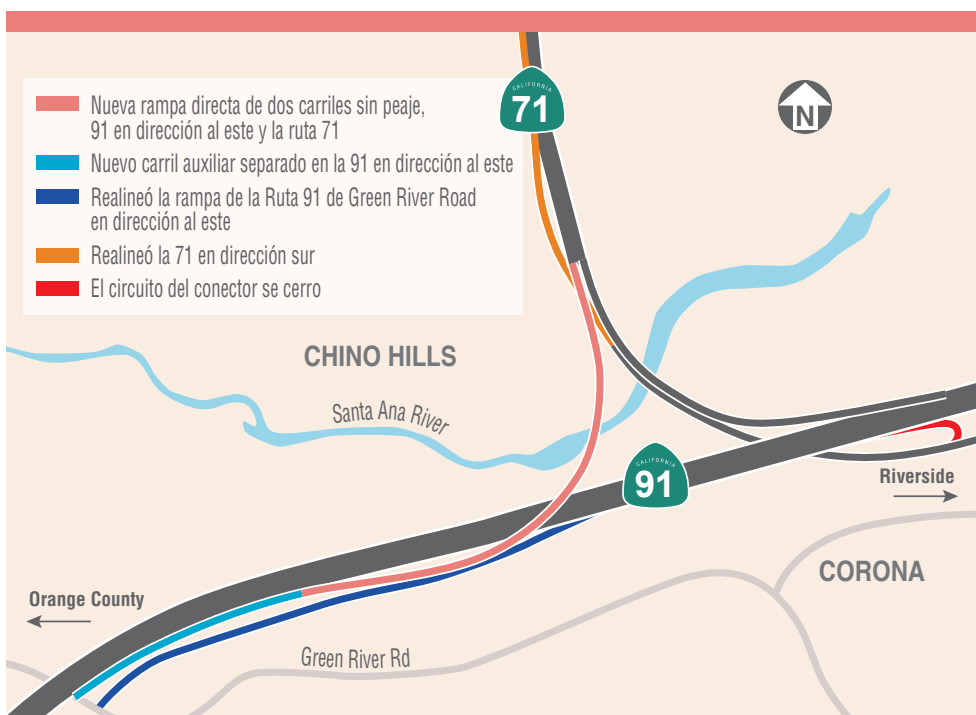 Nueva rampa directa de dos carriles sin peaje,
91 en dirección al este y la ruta 71
Nuevo carril auxiliar separado en la 91 en dirección al este
Realineó la rampa de la Ruta 91 de Green River Road
en dirección al este
Realineó la 71 en dirección sur
El circuito del conector se cerro
CALIFORNIA
71
N
CHINO HILLS
Santa Ana River
CALIFORNIA
91
Riverside
CORONA
Orange County
Green River Rd